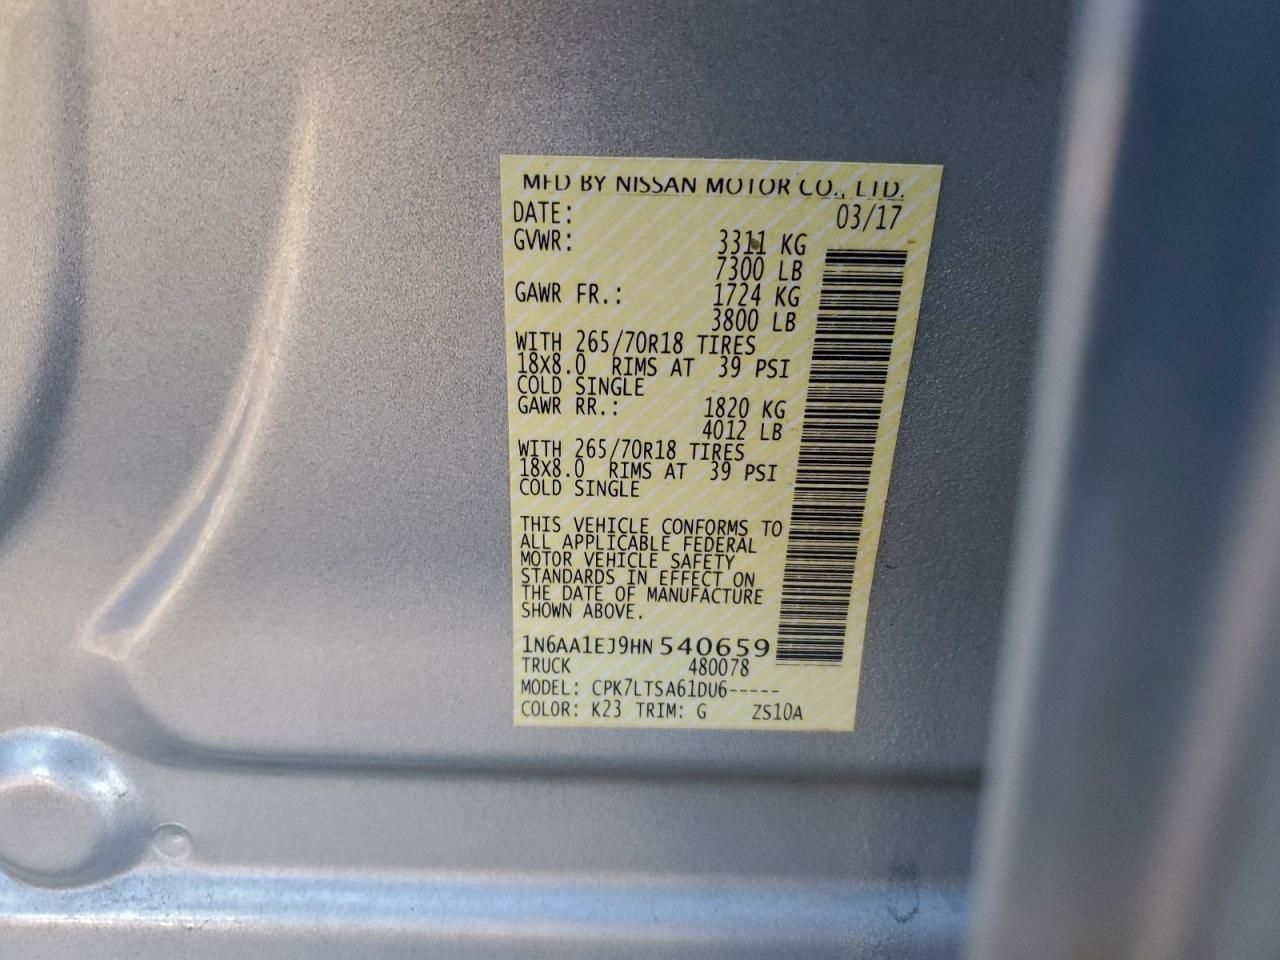 MFD BY NISSAN MOTOR CO., LTD.
DATE: 03/17
GVWR: 3311 KG
7300 LB
GAWR FR.: 1724 KG
3800 LB
WITH 265/70R18 TIRES
18X8.0 RIMS AT 39 PSI
COLD SINGLE
GAWR RR.: 1820 KG
4012 LB
WITH 265/70R18 TIRES
18X8.0 RIMS AT 39 PSI
COLD SINGLE
THIS VEHICLE CONFORMS TO
ALL APPLICABLE FEDERAL
MOTOR VEHICLE SAFETY
STANDARDS IN EFFECT ON
THE DATE OF MANUFACTURE
SHOWN ABOVE.
1N6AA1EJ9HN 540659
TRUCK 480078
MODEL: CPK7LTSA61DU6-----
COLOR: K23 TRIM: G ZS10A